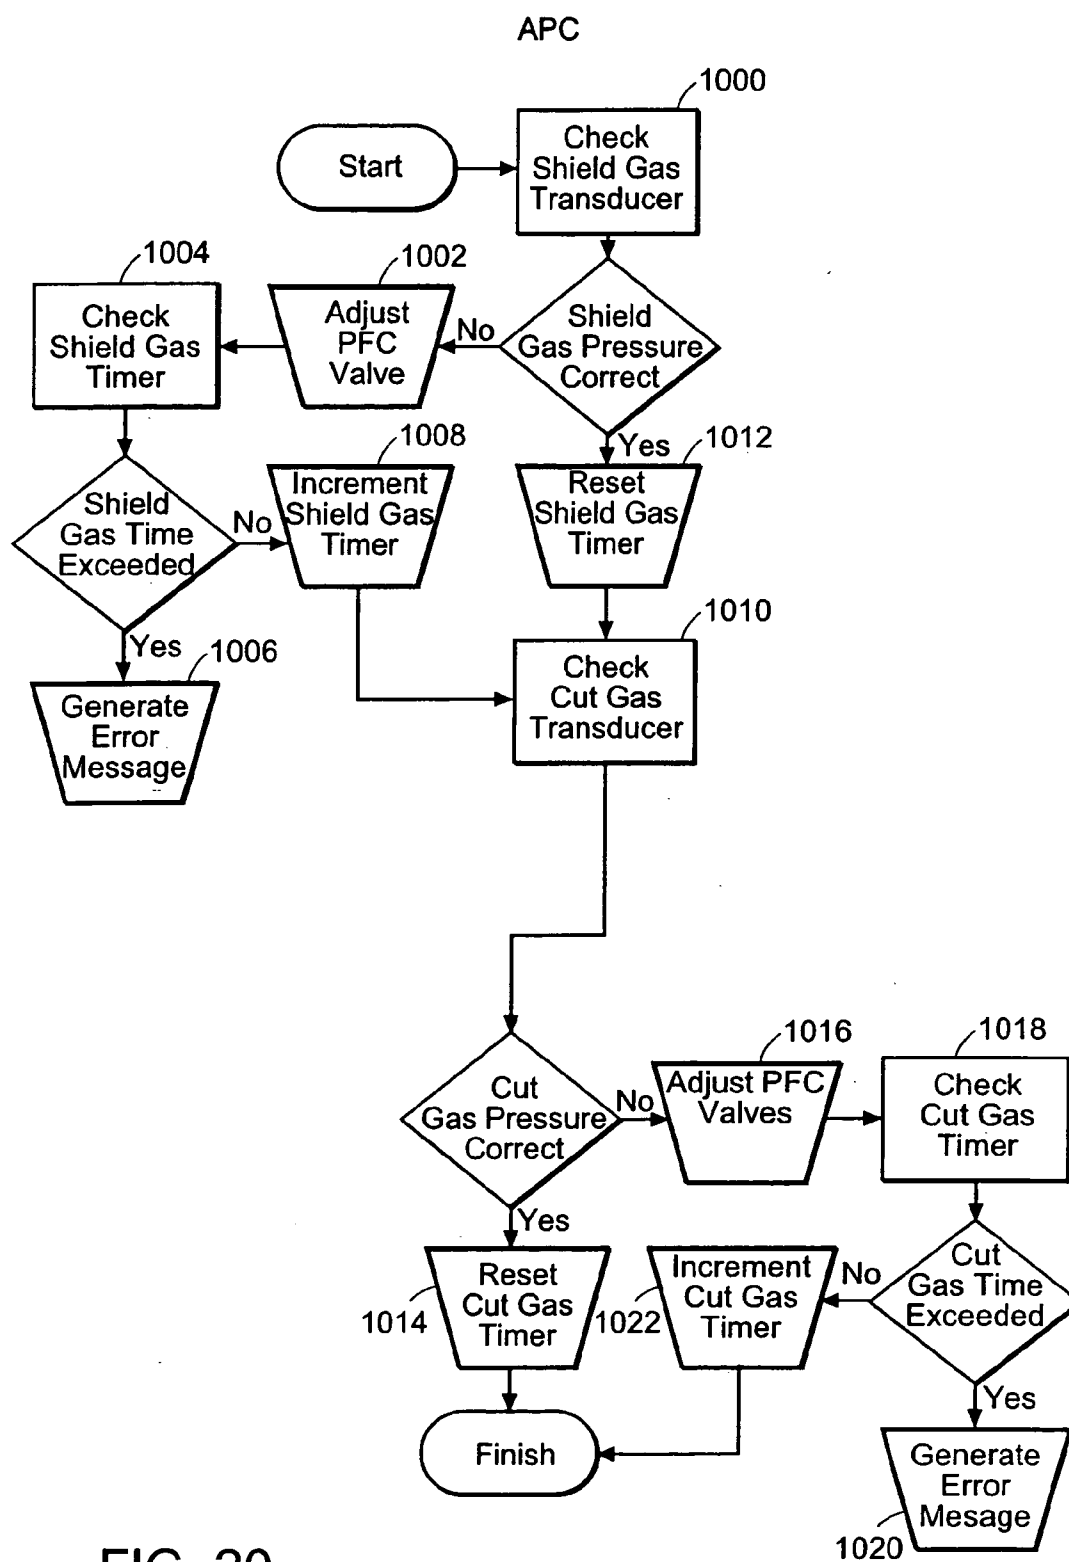 APC
1000
Start
Check
Shield Gas
Transducer
1004
1002
Check
Shield Gas
Timer
Adjust
PFC
Valve
No
Shield
Gas Pressure
Correct
Yes
1008
1012
Shield
Gas Time
Exceeded
No
Increment
Shield Gas
Timer
Reset
Shield Gas
Timer
Yes
1006
1010
Generate
Error
Message
Check
Cut Gas
Transducer
1016
1018
Cut
Gas Pressure
Correct
No
Adjust PFC
Valves
Check
Cut Gas
Timer
Yes
1014
Reset
Cut Gas
Timer
1022
Increment
Cut Gas
Timer
No
Cut
Gas Time
Exceeded
Yes
Finish
Generate
Error
Mesage
1020